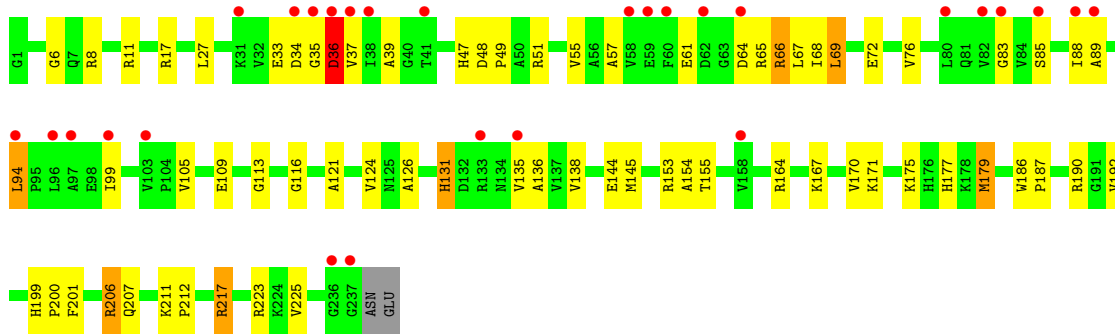 G1 G6 Q7 R8 R11 R17 L27 K31 V32 E33 D34 G35 D36 V37 I38 A39 G40 T41 H47 D48 P49 A50 R51 V55 A56 A57 V58 E59 F60 E61 D62 G63 D64 R65 R66 L67 I68 L69 E72 V76 L80 Q81 V82 G83 V84 S85 I88 A89
L94 P95 L96 A97 E98 I99 V103 P104 V105 E109 G113 G116 A121 V124 N125 A126 H131 D132 R133 N134 V135 A136 V137 V138 E144 M145 R153 A154 T155 V158 R164 K167 V170 K171 K175 H176 H177 K178 M179 W186 P187 R190 G191 V192
H199 P200 F201 R206 Q207 K211 P212 R217 R223 K224 V225 G236 G237 ASN GLU